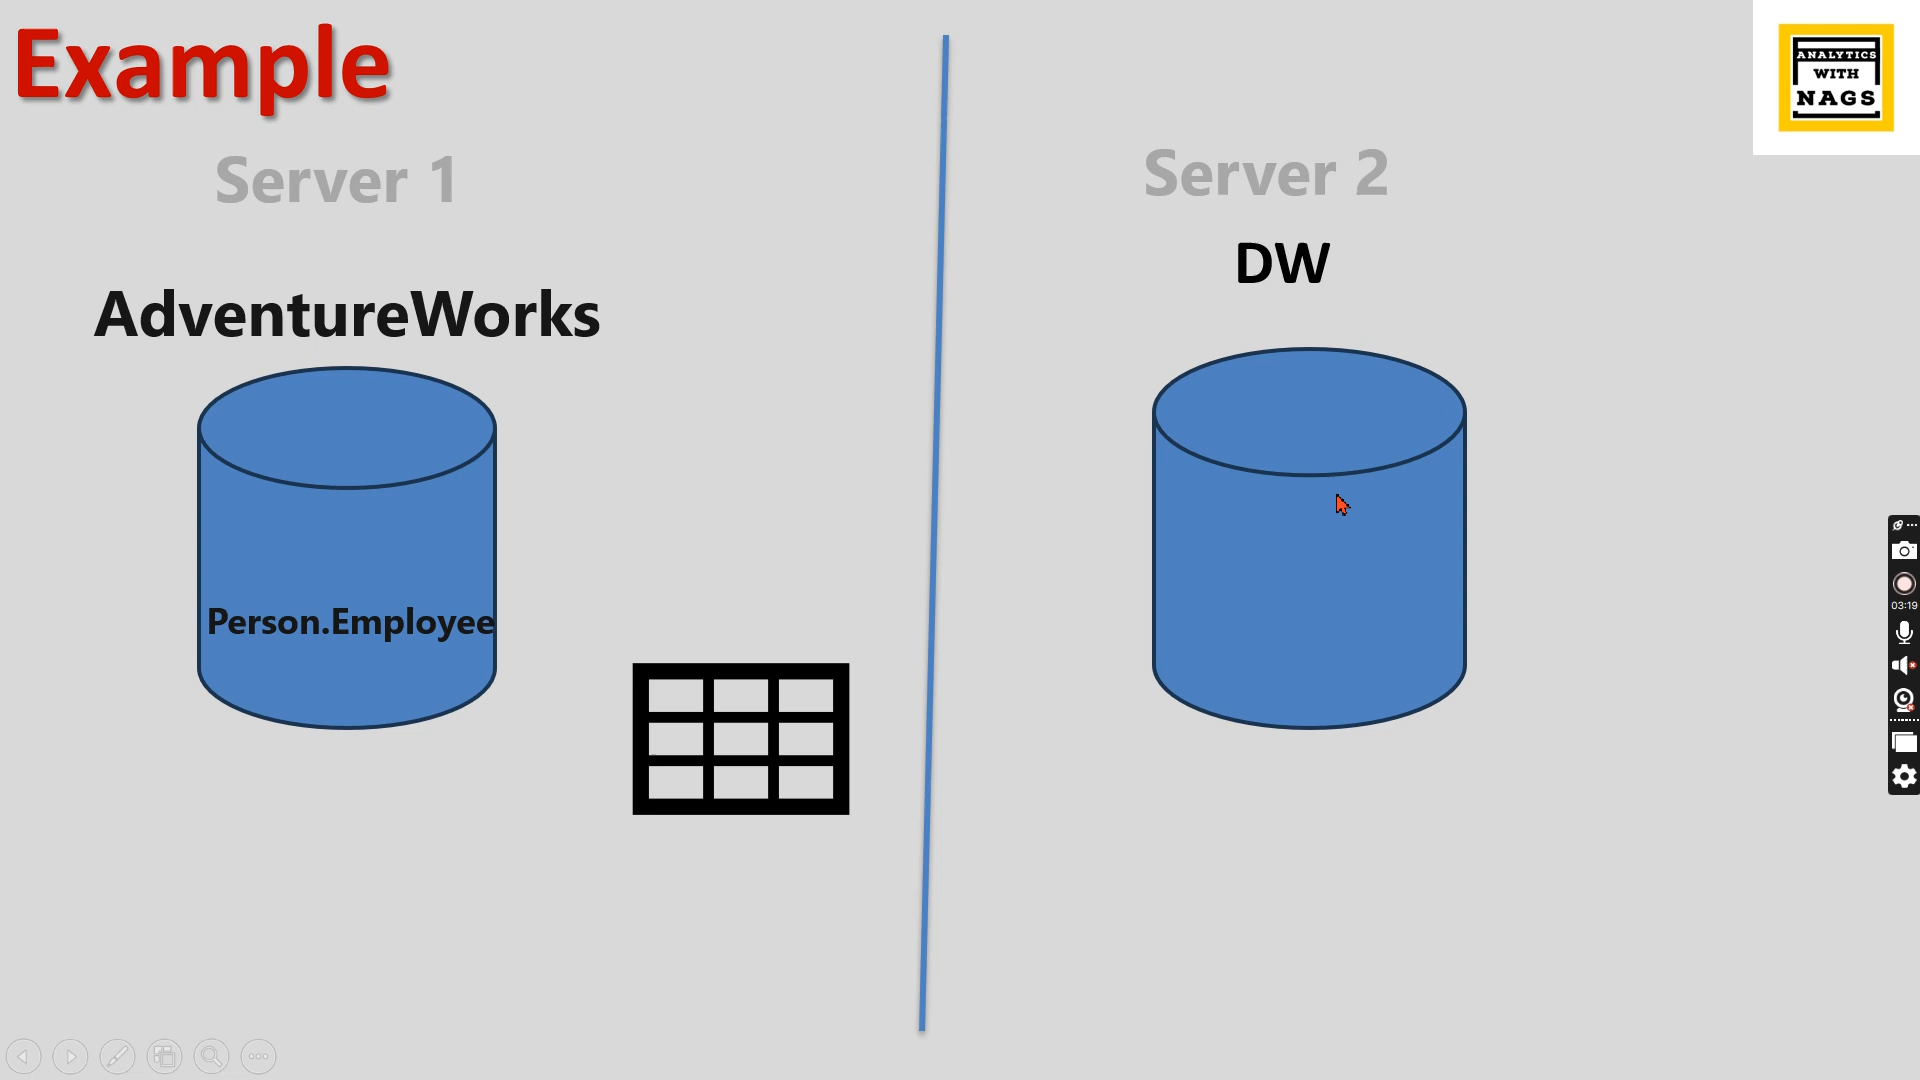 Example
Server 1
AdventureWorks
Person.Employee
Server 2
DW
ANALYTICS
WITH
NAGS
03:19